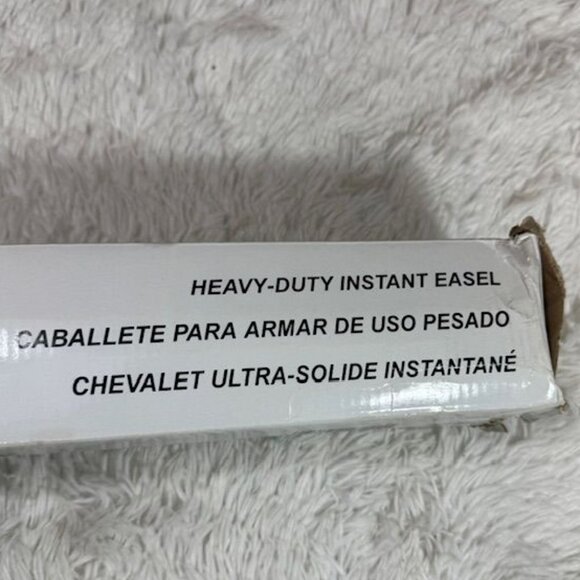 HEAVY-DUTY INSTANT EASEL
CABALLETE PARA ARMAR DE USO PESADO
CHEVALET ULTRA-SOLIDE INSTANTANÉ